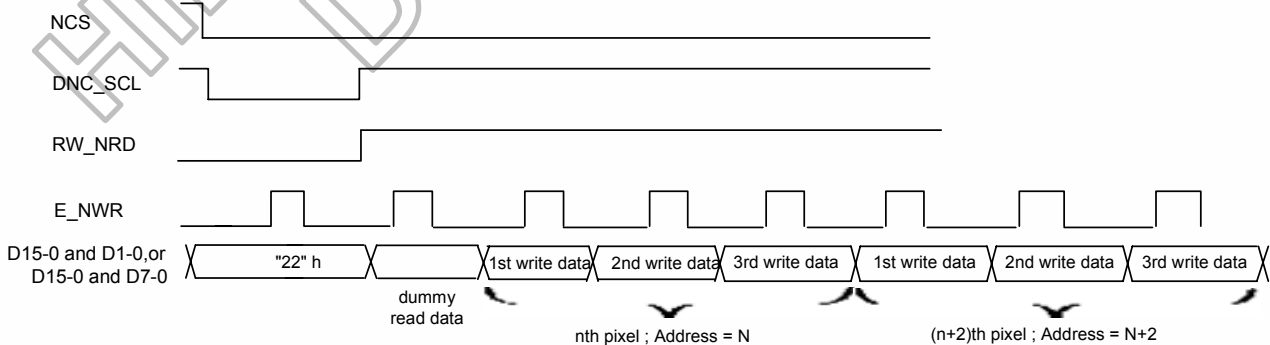 NCS
DNC_SCL
RW_NRD
E_NWR
D15-0 and D1-0,or
D15-0 and D7-0
"22" h
1st write data
2nd write data
3rd write data
1st write data
2nd write data
3rd write data
dummy
read data
nth pixel ; Address = N
(n+2)th pixel ; Address = N+2